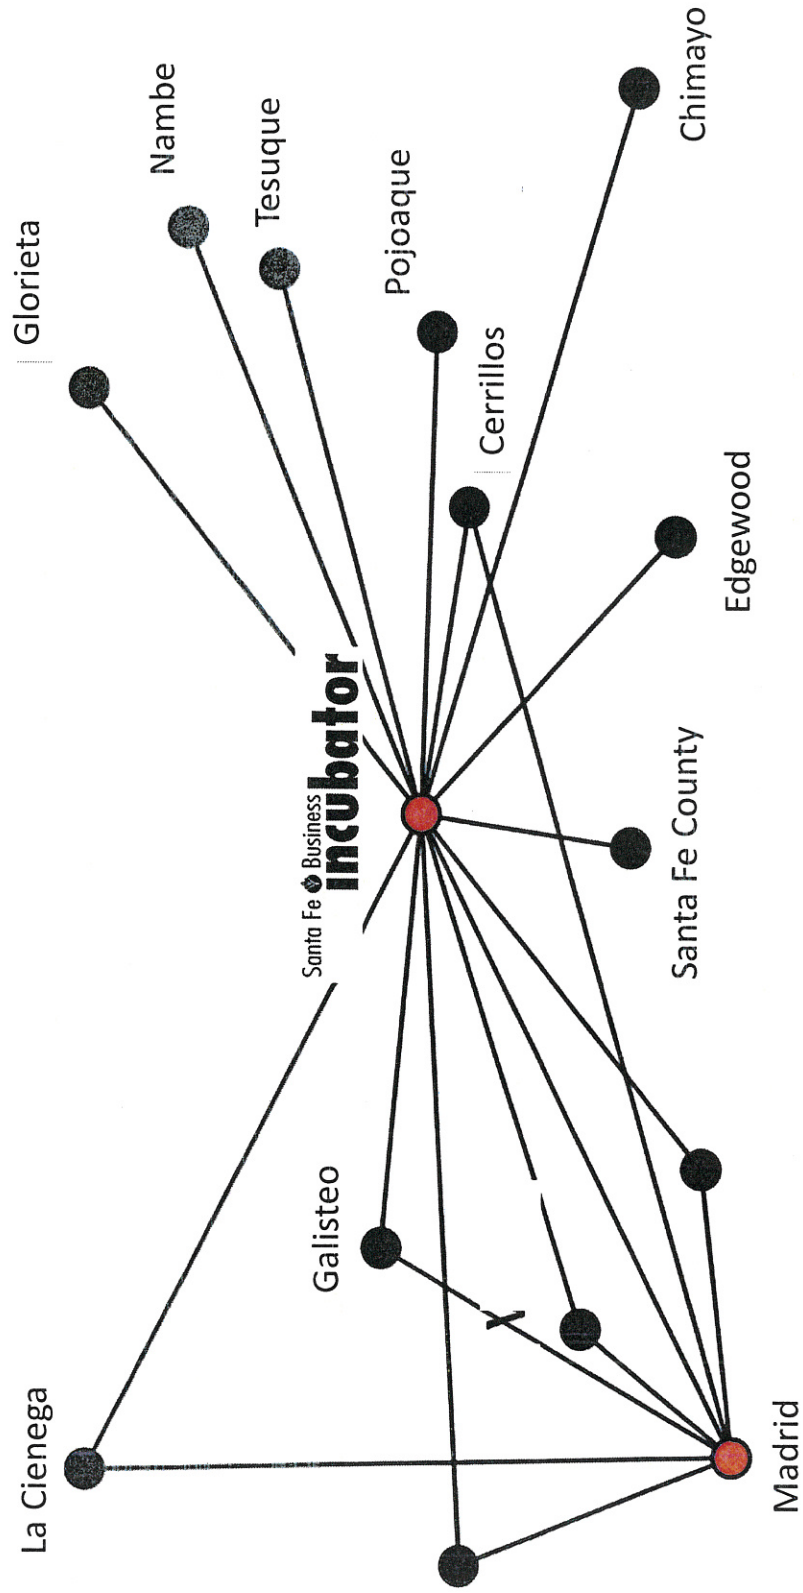 Glorieta
La Cienega
Nambe
Tesuque
Santa Fe Business
incubator
Galisteo
Pojoaque
Cerrillos
Santa Fe County
Chimayo
Edgewood
Madrid